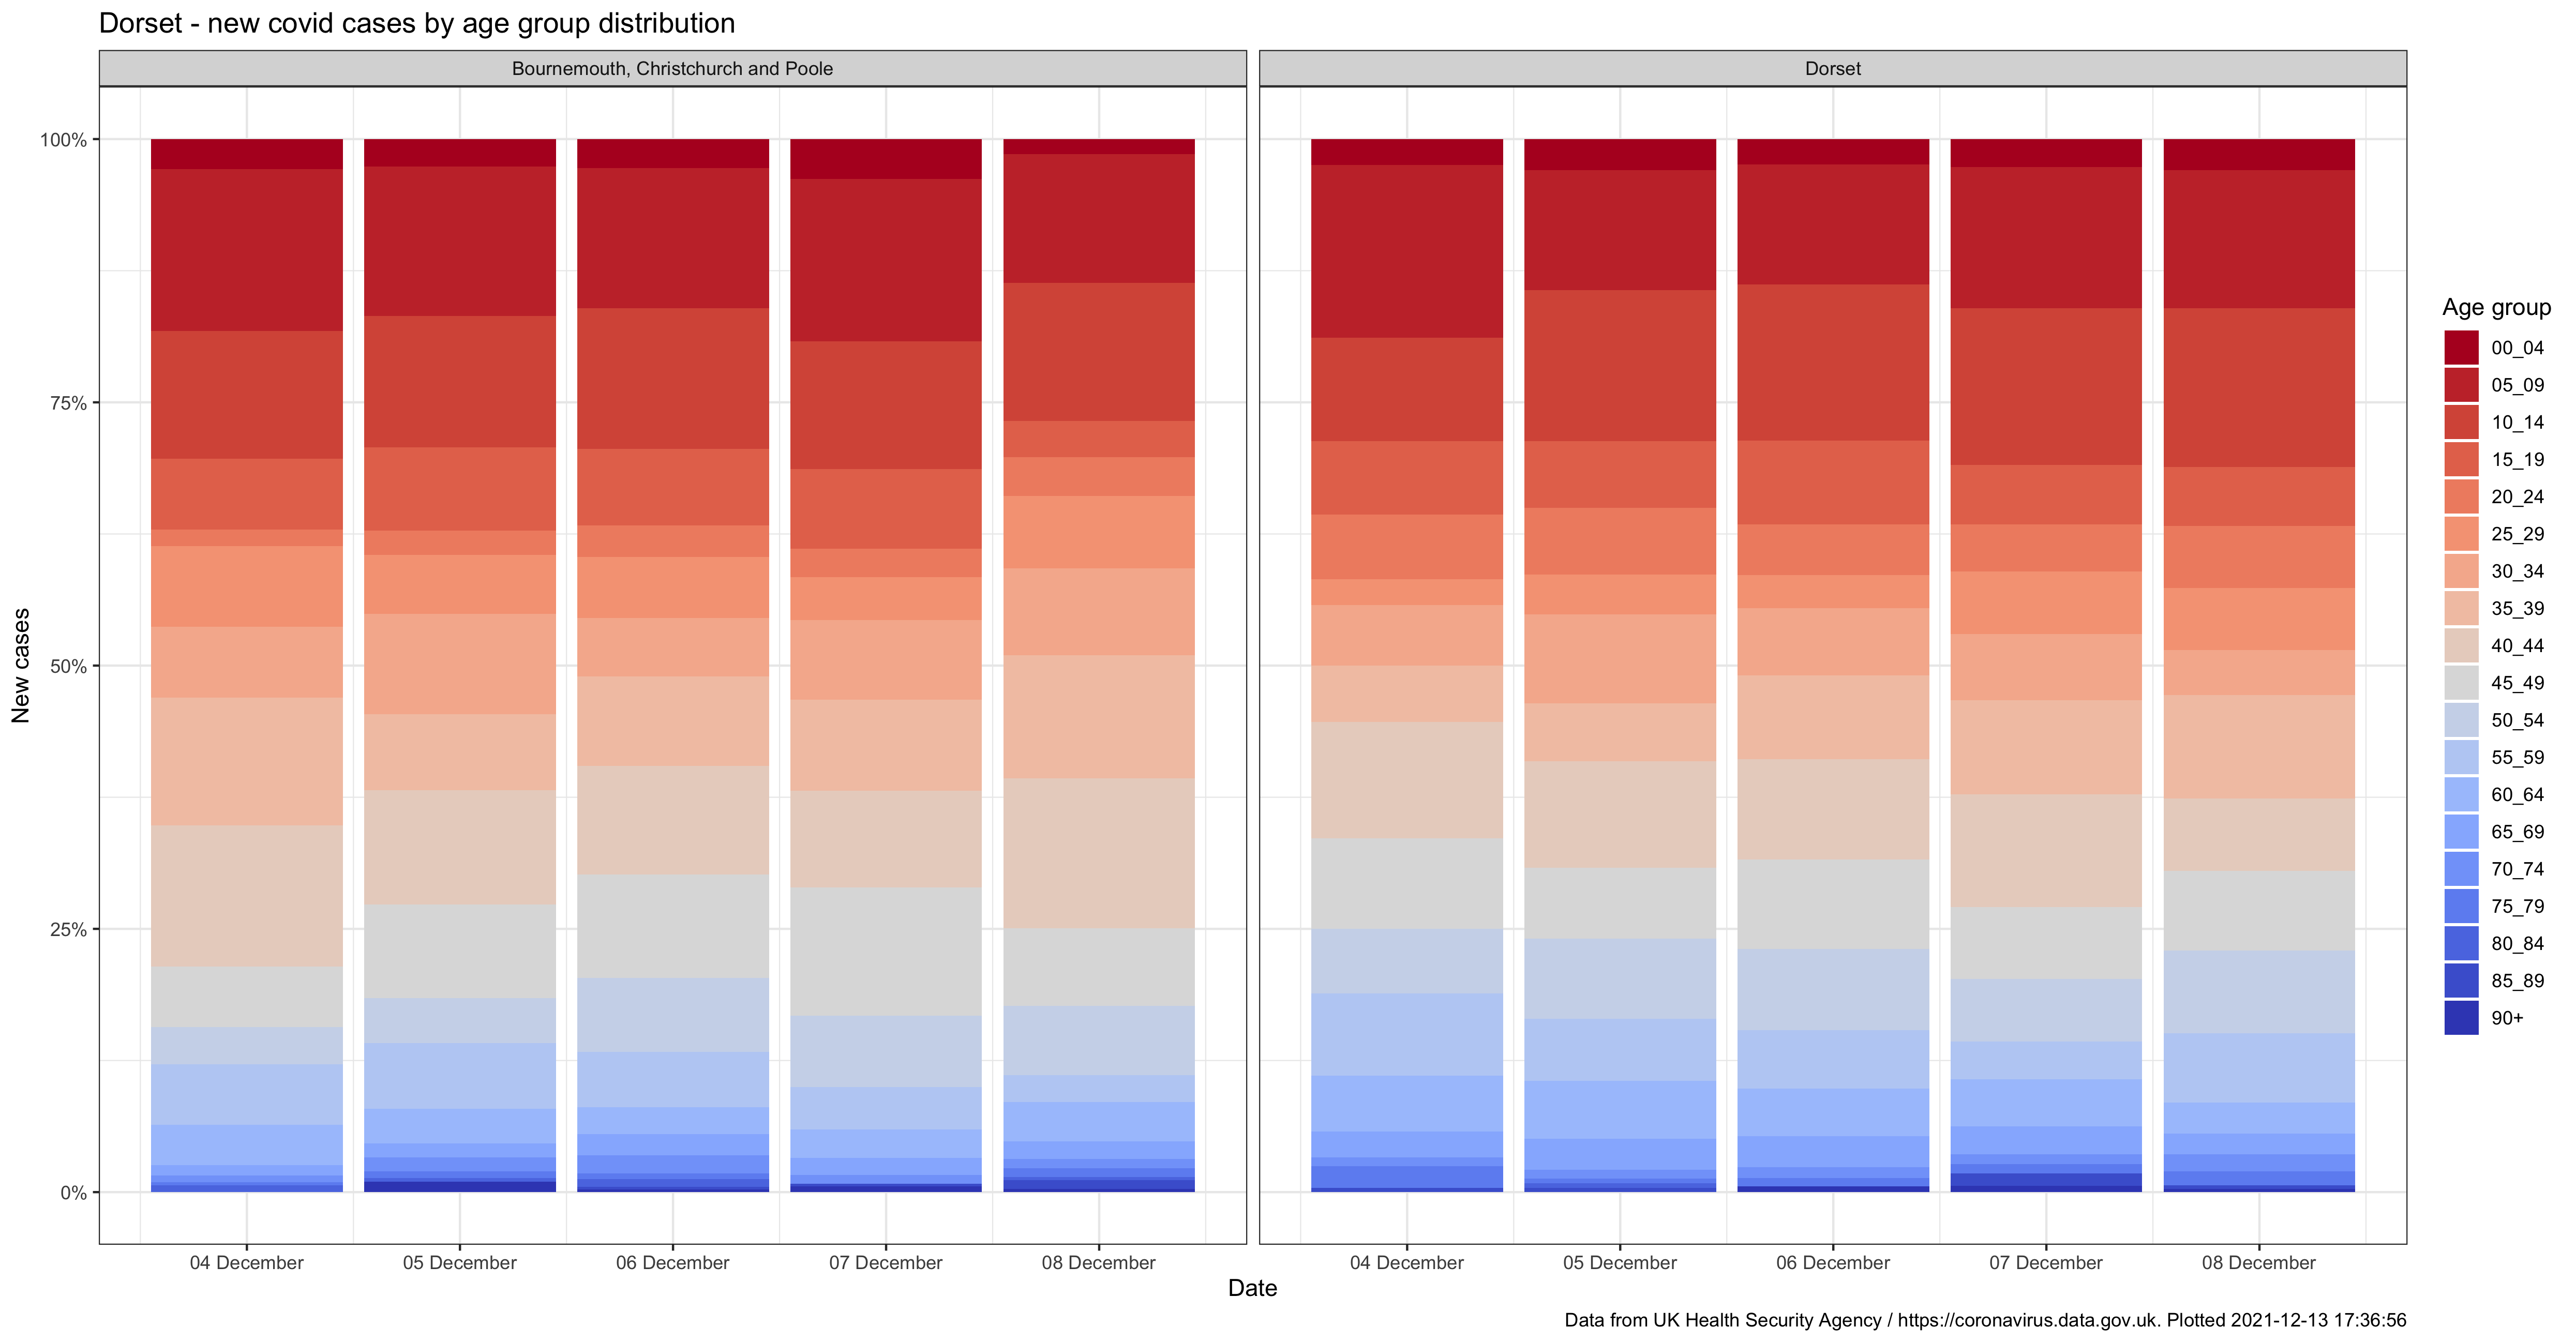 Dorset - new covid cases by age group distribution
Bournemouth, Christchurch and Poole
Dorset
100%
75%
50%
25%
0%
New cases
04 December
05 December
06 December
07 December
08 December
04 December
05 December
06 December
07 December
08 December
Date
Age group
00_04
05_09
10_14
15_19
20_24
25_29
30_34
35_39
40_44
45_49
50_54
55_59
60_64
65_69
70_74
75_79
80_84
85_89
90+
Data from UK Health Security Agency / https://coronavirus.data.gov.uk. Plotted 2021-12-13 17:36:56